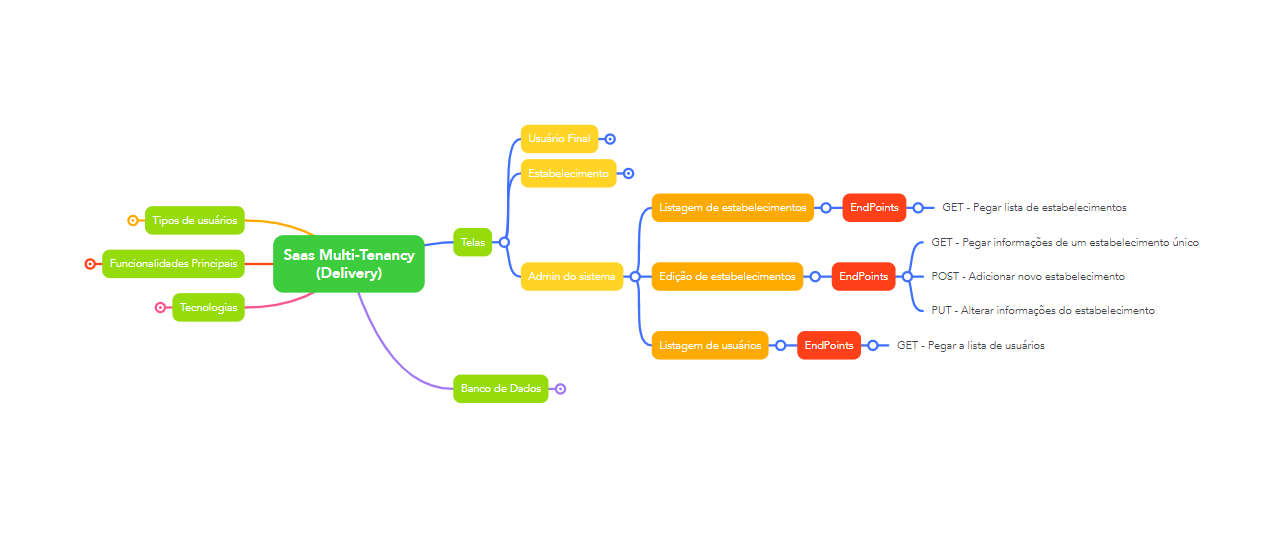 Saas Multi-Tenancy
(Delivery)
Tipos de usuários
Funcionalidades Principais
Tecnologias
Telas
Usuário Final
Estabelecimento
Admin do sistema
Listagem de estabelecimentos
EndPoints
GET - Pegar lista de estabelecimentos
Edição de estabelecimentos
EndPoints
GET - Pegar informações de um estabelecimento único
POST - Adicionar novo estabelecimento
PUT - Alterar informações do estabelecimento
Listagem de usuários
EndPoints
GET - Pegar a lista de usuários
Banco de Dados